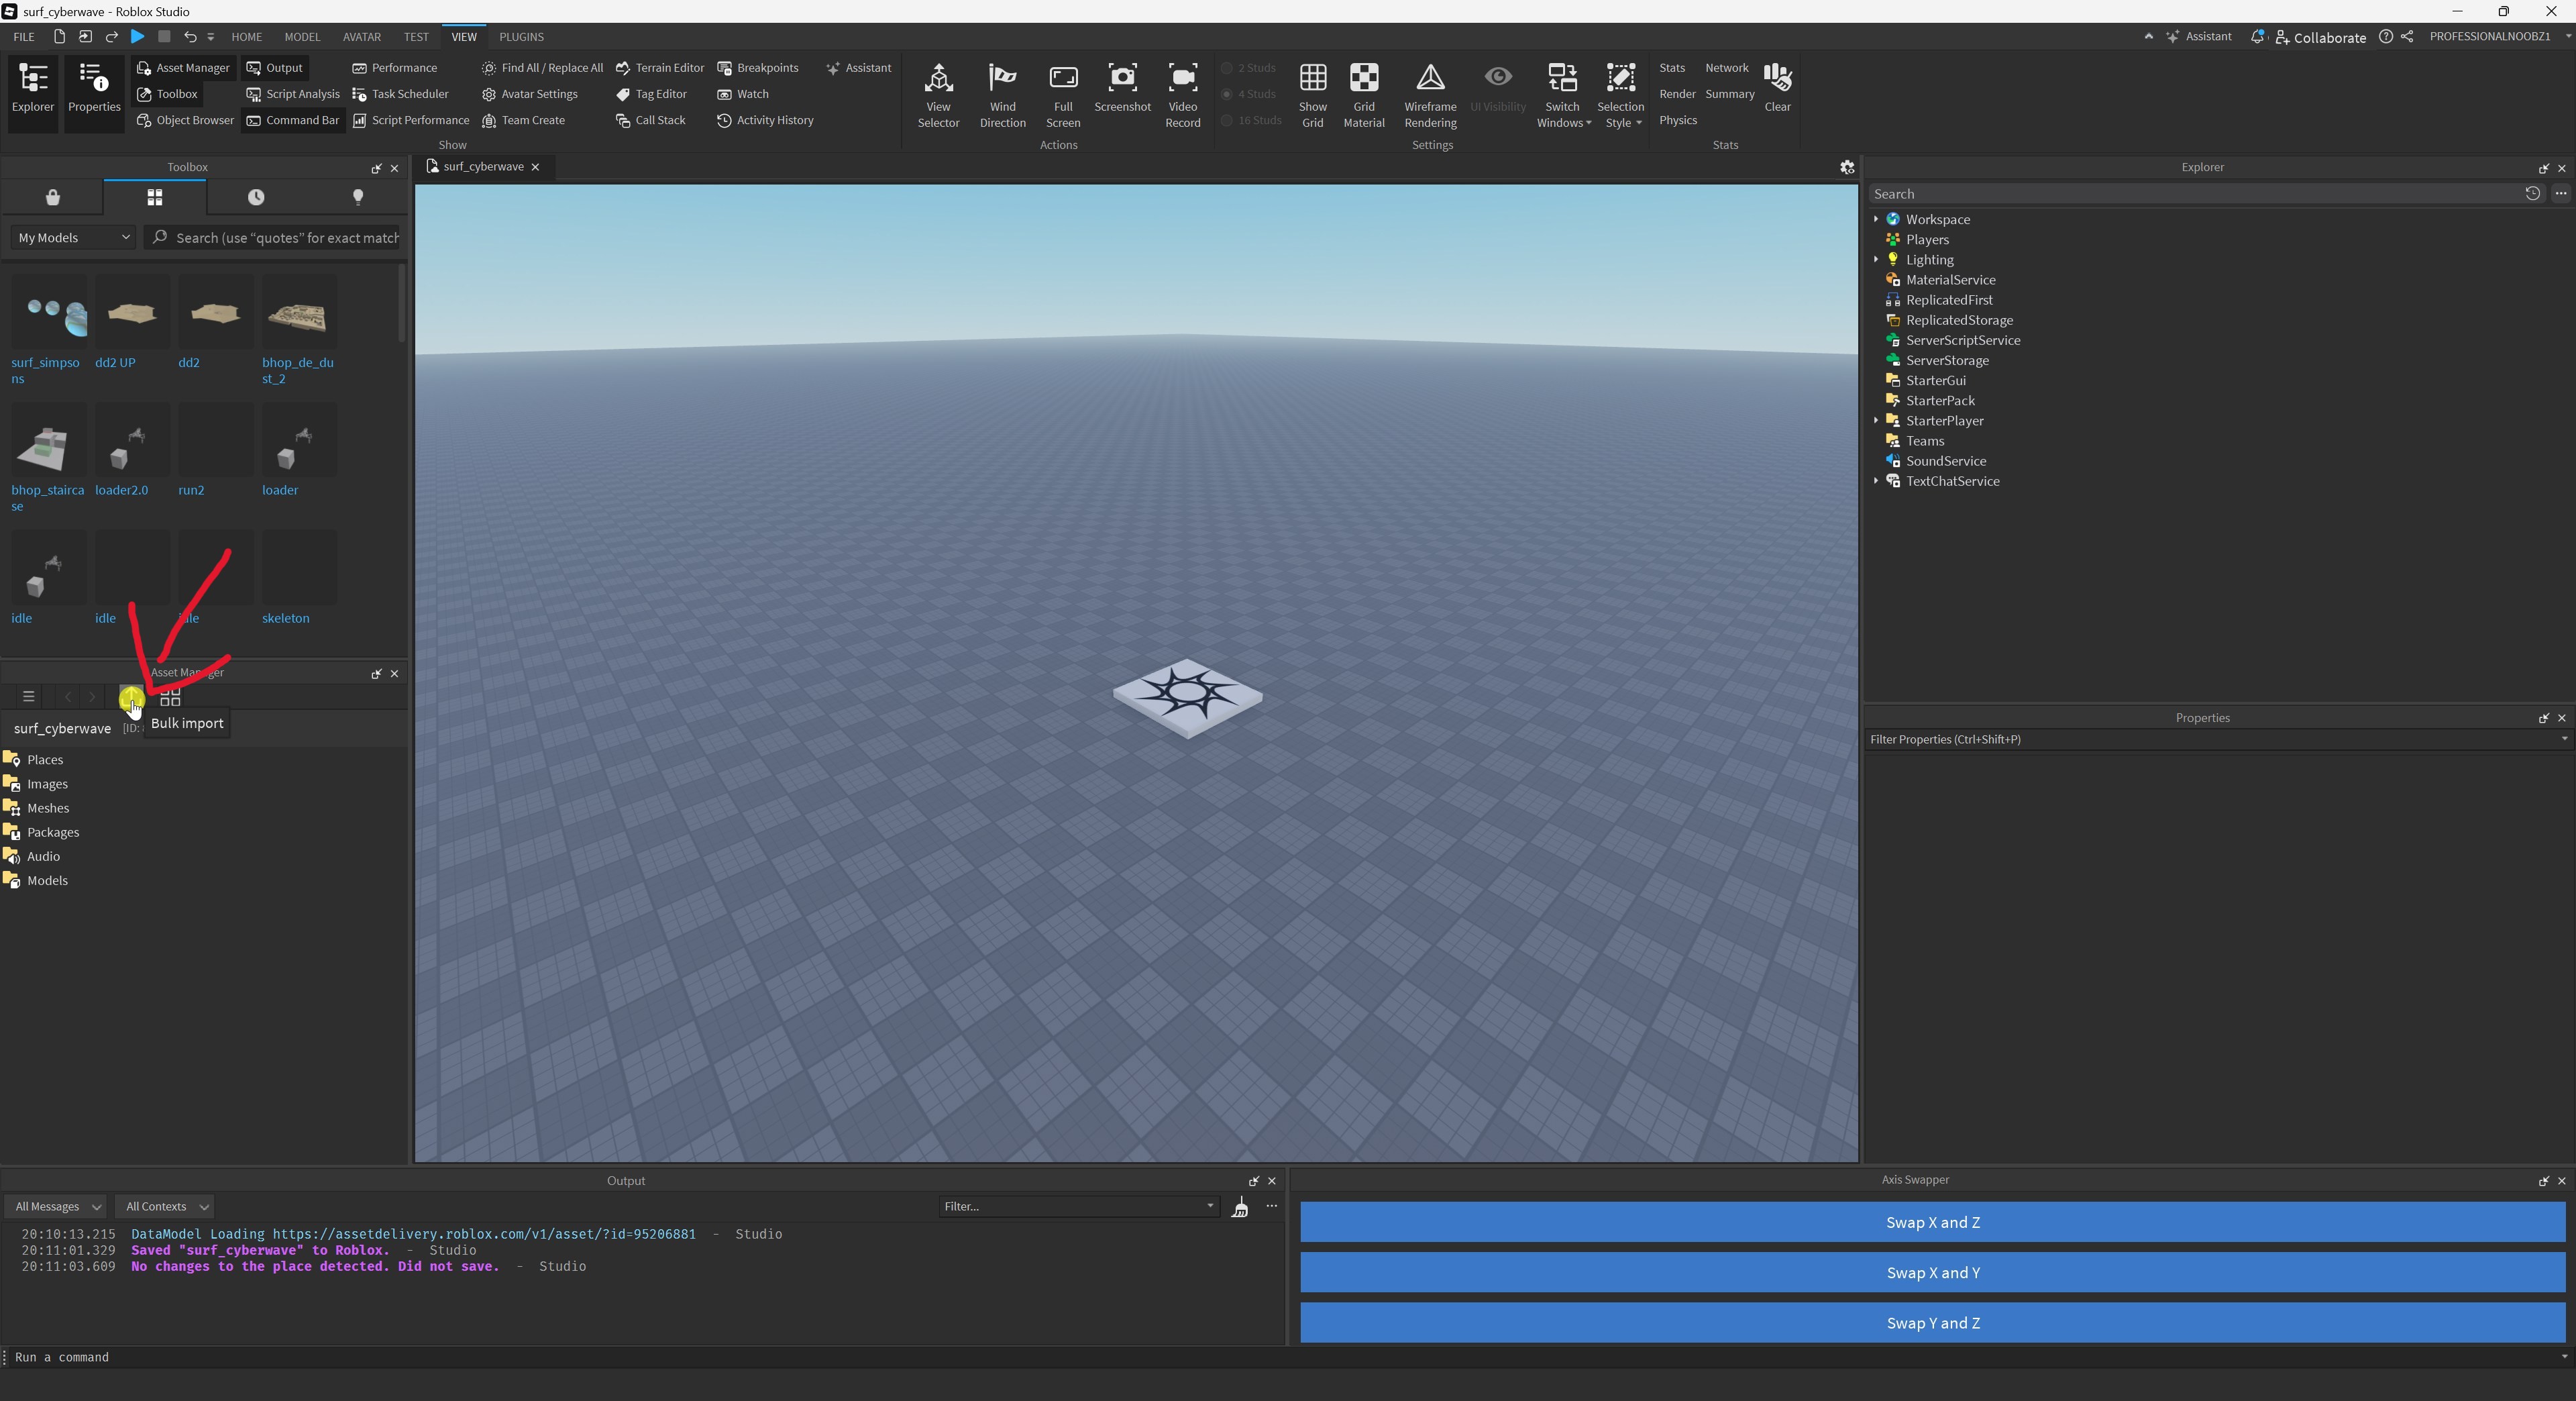 surf_cyberwave - Roblox Studio
FILE HOME MODEL AVATAR TEST VIEW PLUGINS Assistant Collaborate PROFESSIONALNOOBZ1
Explorer
Properties
Asset Manager
Toolbox
Object Browser
Output
Script Analysis
Command Bar
Performance
Task Scheduler
Script Performance
Find All / Replace All
Avatar Settings
Team Create
Terrain Editor
Tag Editor
Call Stack
Breakpoints
Watch
Activity History
Assistant
Show
View
Selector
Wind
Direction
Full
Screen
Screenshot
Video
Record
Actions
2 Studs
4 Studs
16 Studs
Show
Grid
Grid
Material
Wireframe
Rendering
UI Visibility
Switch
Windows
Selection
Style
Settings
Stats
Render
Physics
Network
Summary
Clear
Stats
Toolbox
My Models
Search (use “quotes” for exact match
surf_simpso
ns
dd2 UP
dd2
bhop_de_du
st_2
bhop_stairca
se
loader2.0
run2
loader
idle
idle
skeleton
Asset Manager
Bulk import
surf_cyberwave [ID:
Places
Images
Meshes
Packages
Audio
Models
surf_cyberwave
Explorer
Search
Workspace
Players
Lighting
MaterialService
ReplicatedFirst
ReplicatedStorage
ServerScriptService
ServerStorage
StarterGui
StarterPack
StarterPlayer
Teams
SoundService
TextChatService
Properties
Filter Properties (Ctrl+Shift+P)
Output
All Messages All Contexts Filter...
20:10:13.215 DataModel Loading https://assetdelivery.roblox.com/v1/asset/?id=95206881 - Studio
20:11:01.329 Saved "surf_cyberwave" to Roblox. - Studio
20:11:03.609 No changes to the place detected. Did not save. - Studio
Axis Swapper
Swap X and Z
Swap X and Y
Swap Y and Z
Run a command